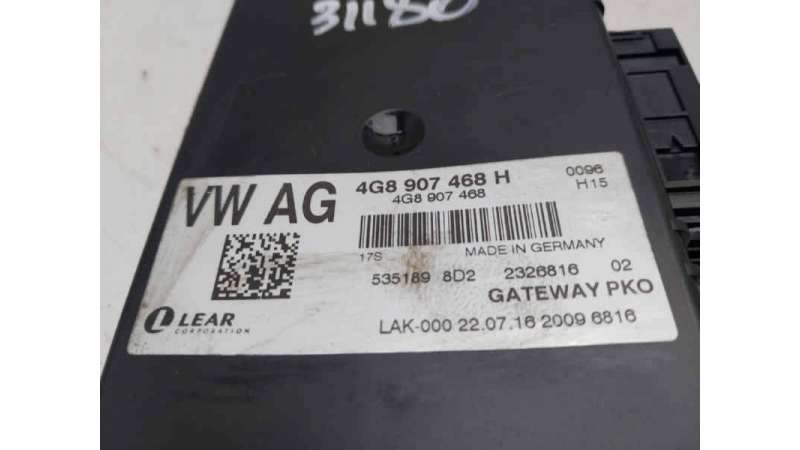 31180
VW AG
4G8 907 468 H
0096
4G8 907 468
H15
17S
MADE IN GERMANY
535189 8D2 2326816 02
GATEWAY PKO
LEAR
CORPORATION
LAK-000 22.07.16 2009 6816